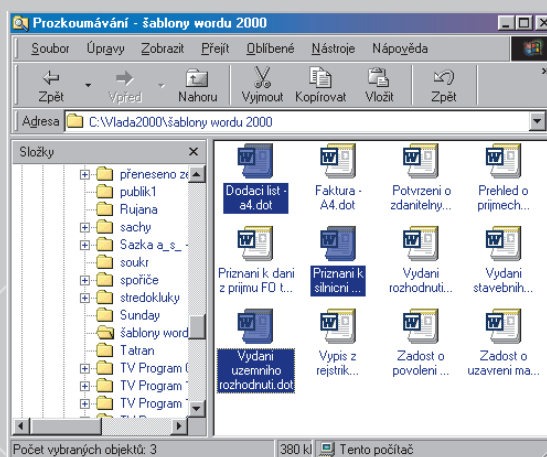 Prozkoumávání - šablony wordu 2000
Soubor Úpravy Zobrazit Přejít Oblíbené Nástroje Nápověda
Zpět Vpřed Nahoru Vyjmout Kopírovat Vložit Zpět
Adresa C:\Vlada2000\šablony wordu 2000
Složky
přeneseno ze
publik1
Rujana
sachy
Sazka a_s_ -
soukr
spořiče
stredokluky
Sunday
šablony word
Tatran
TV Program
TV Program
TV Program
Dodaci list -
a4.dot
Faktura -
A4.dot
Potvrzeni o
zdanitelny...
Prehled o
prijmech...
Priznani k dani
z prijmu FO t...
Priznani k
silnicni ...
Vydani
rozhodnuti...
Vydani
stavebnih...
Vydani
uzemniho
rozhodnuti.dot
Vypis z
rejstrik...
Zadost o
povoleni ...
Zadost o
uzavreni ma...
Počet vybraných objektů: 3
380 kl
Tento počítač